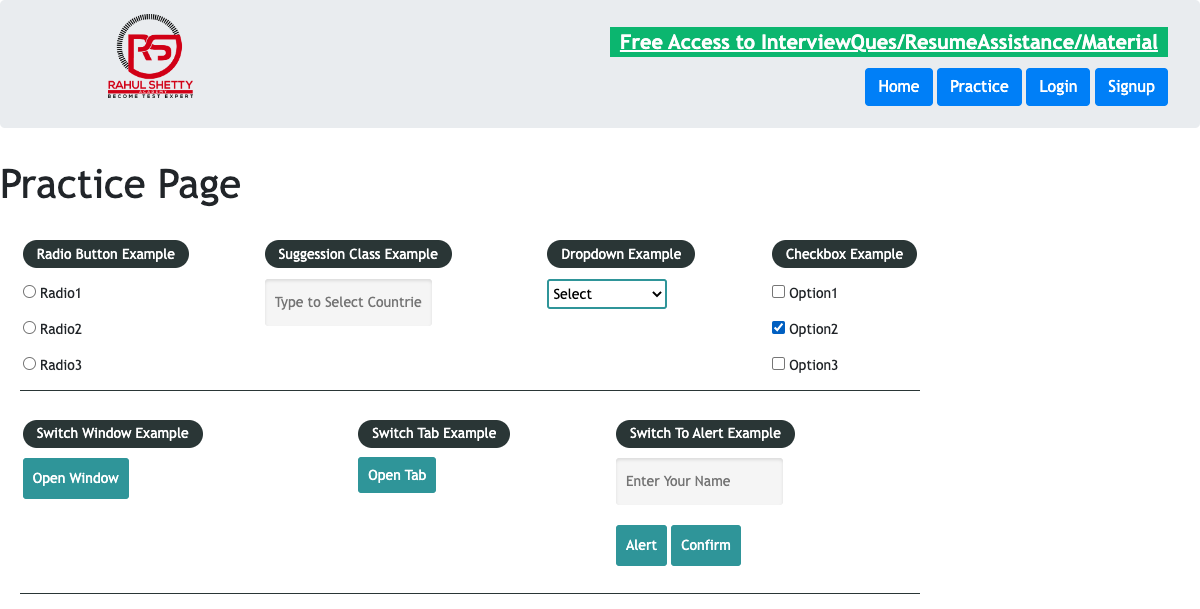 RS
RAHUL SHETTY
ACADEMY
BECOME TEST EXPERT
Free Access to InterviewQues/ResumeAssistance/Material
Home Practice Login Signup
Practice Page
Radio Button Example
Radio1
Radio2
Radio3
Suggession Class Example
Type to Select Countrie
Dropdown Example
Select
Checkbox Example
Option1
Option2
Option3
Switch Window Example
Open Window
Switch Tab Example
Open Tab
Switch To Alert Example
Enter Your Name
Alert Confirm